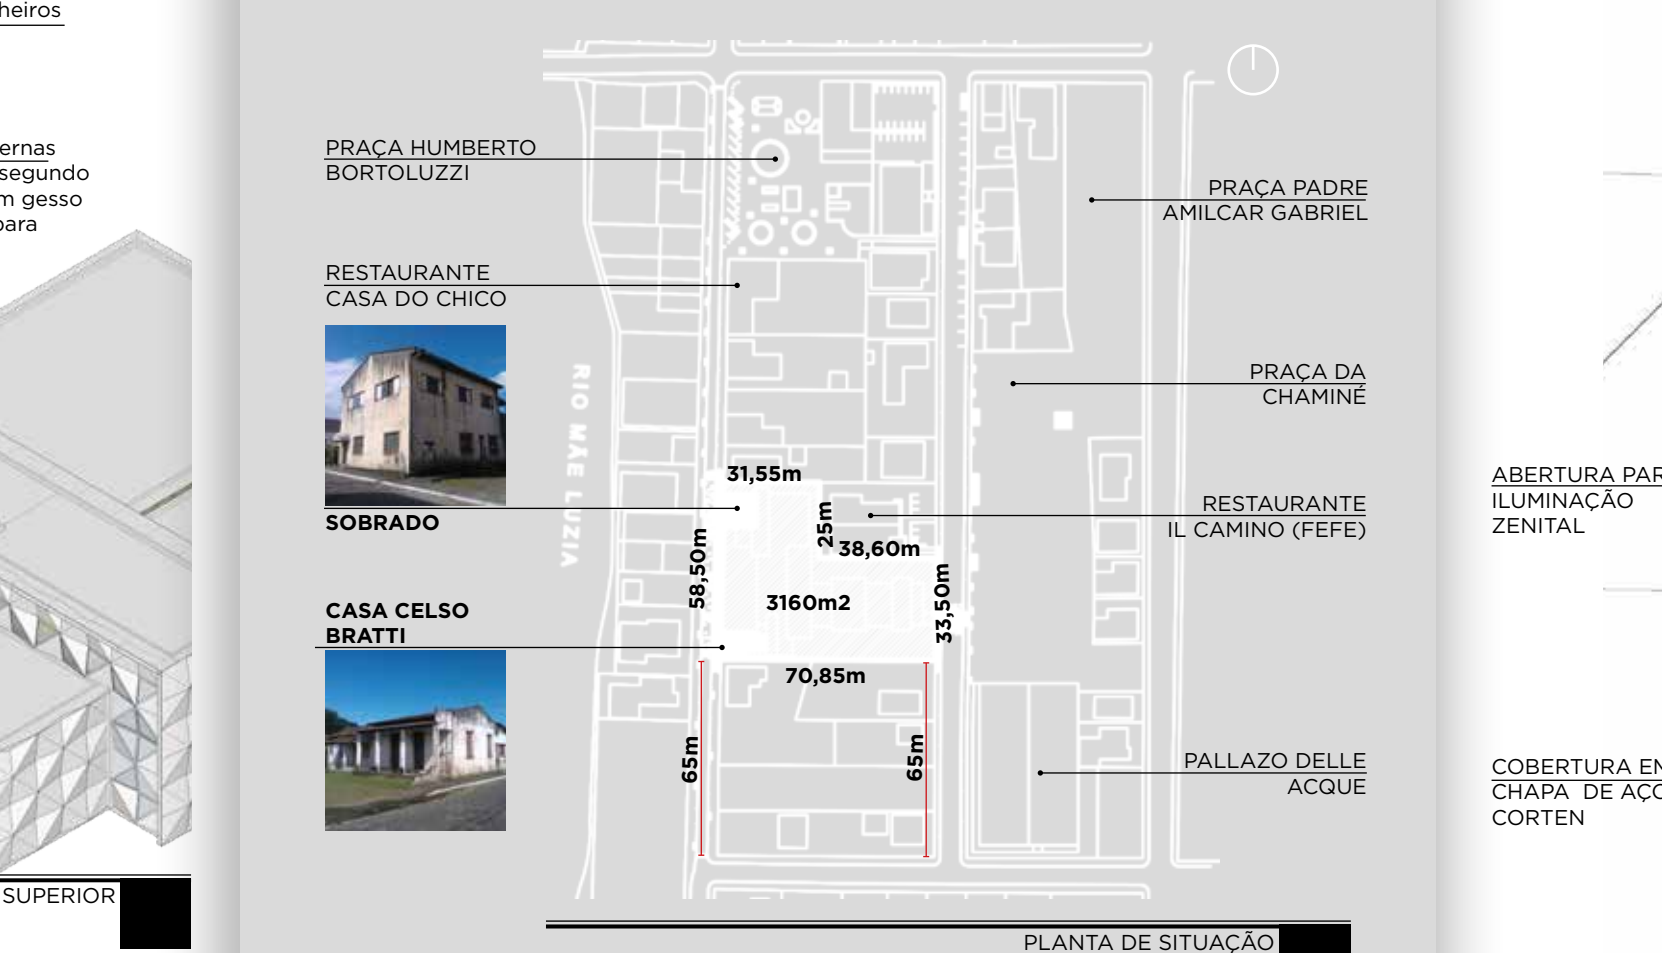 heiros
ernas
segundo
m gesso
para
SUPERIOR
PRAÇA HUMBERTO
BORTOLUZZI
RESTAURANTE
CASA DO CHICO
SOBRADO
CASA CELSO
BRATTI
RIO MÃE LUZIA
31,55m
25m
38,60m
58,50m
3160m2
33,50m
70,85m
65m
65m
PRAÇA PADRE
AMILCAR GABRIEL
PRAÇA DA
CHAMINÉ
RESTAURANTE
IL CAMINO (FEFE)
PALLAZO DELLE
ACQUE
PLANTA DE SITUAÇÃO
ABERTURA PAR
ILUMINAÇÃO
ZENITAL
COBERTURA EM
CHAPA DE AÇO
CORTEN